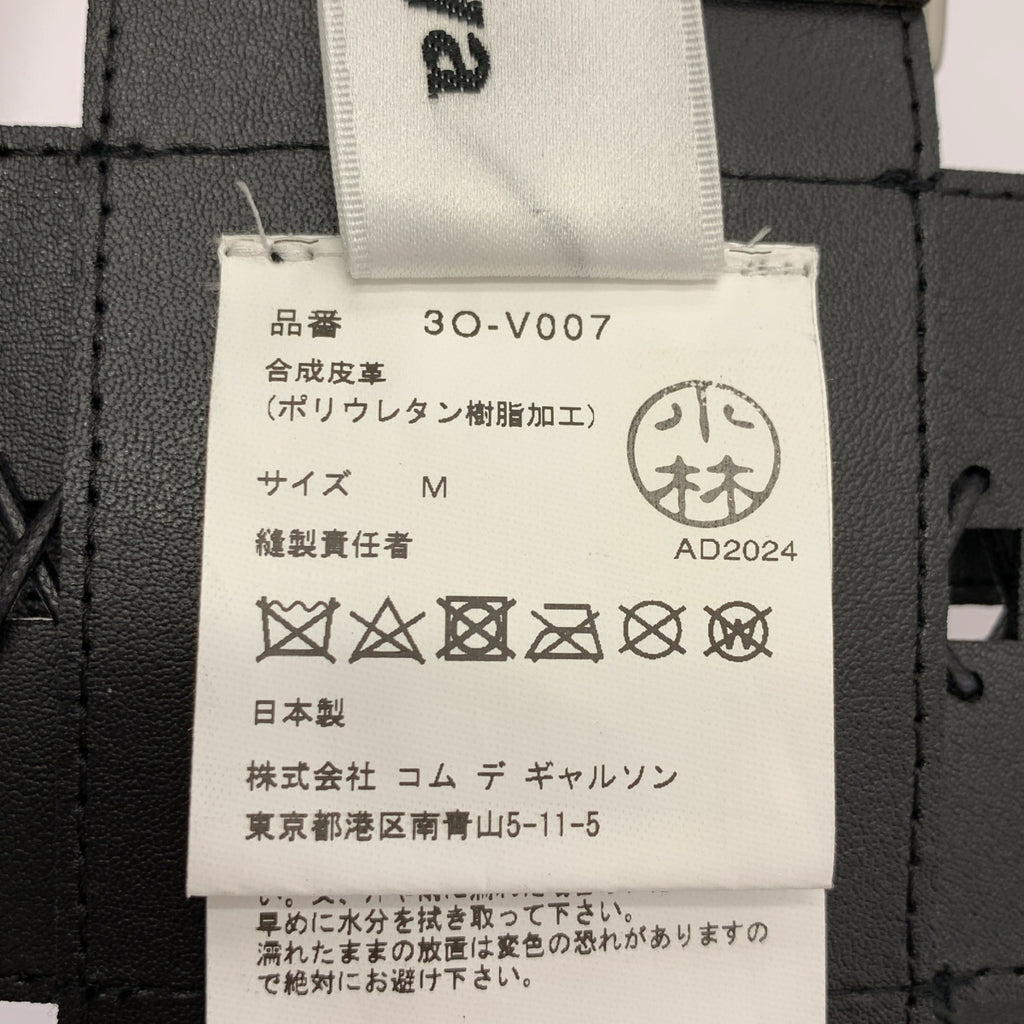 ya
品番 3O-V007
合成皮革
(ポリウレタン樹脂加工)
小林
サイズ M
縫製責任者
AD2024
W
日本製
株式会社 コム デ ギャルソン
東京都港区南青山5-11-5
早めに水分を拭き取って下さい。
濡れたままの放置は変色の恐れがありますの
で絶対にお避け下さい。